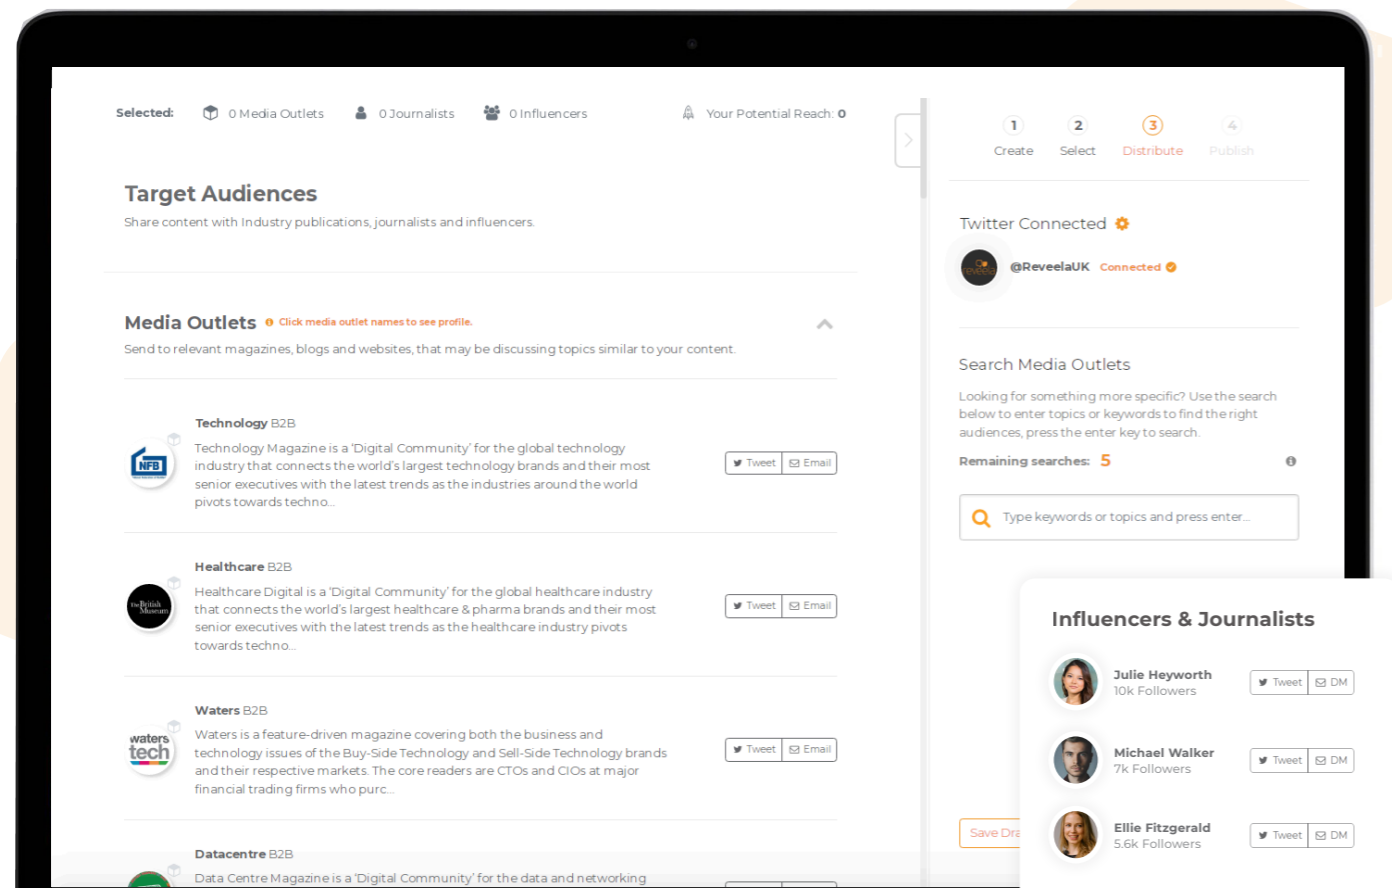 Selected: 0 Media Outlets 0 Journalists 0 Influencers Your Potential Reach: 0
Target Audiences
Share content with Industry publications, journalists and influencers.
Media Outlets Click media outlet names to see profile.
Send to relevant magazines, blogs and websites, that may be discussing topics similar to your content.
Technology B2B
NFB
Technology Magazine is a ‘Digital Community’ for the global technology
industry that connects the world's largest technology brands and their most
senior executives with the latest trends as the industries around the world
pivots towards techno...
Tweet Email
Healthcare B2B
The British
Museum
Healthcare Digital is a ‘Digital Community’ for the global healthcare industry
that connects the world's largest healthcare & pharma brands and their most
senior executives with the latest trends as the healthcare industry pivots
towards techno...
Tweet Email
Waters B2B
waters
tech
Waters is a feature-driven magazine covering both the business and
technology issues of the Buy-Side Technology and Sell-Side Technology brands
and their respective markets. The core readers are CTOs and CIOs at major
financial trading firms who purc...
Tweet Email
Datacentre B2B
Data Centre Magazine is a ‘Digital Community’ for the data and networking
1 2 3 4
Create Select Distribute Publish
Twitter Connected
reveela
@ReveelaUK Connected
Search Media Outlets
Looking for something more specific? Use the search
below to enter topics or keywords to find the right
audiences, press the enter key to search.
Remaining searches: 5
Type keywords or topics and press enter...
Save Dra
Influencers & Journalists
Julie Heyworth
10k Followers
Tweet DM
Michael Walker
7k Followers
Tweet DM
Ellie Fitzgerald
5.6k Followers
Tweet DM